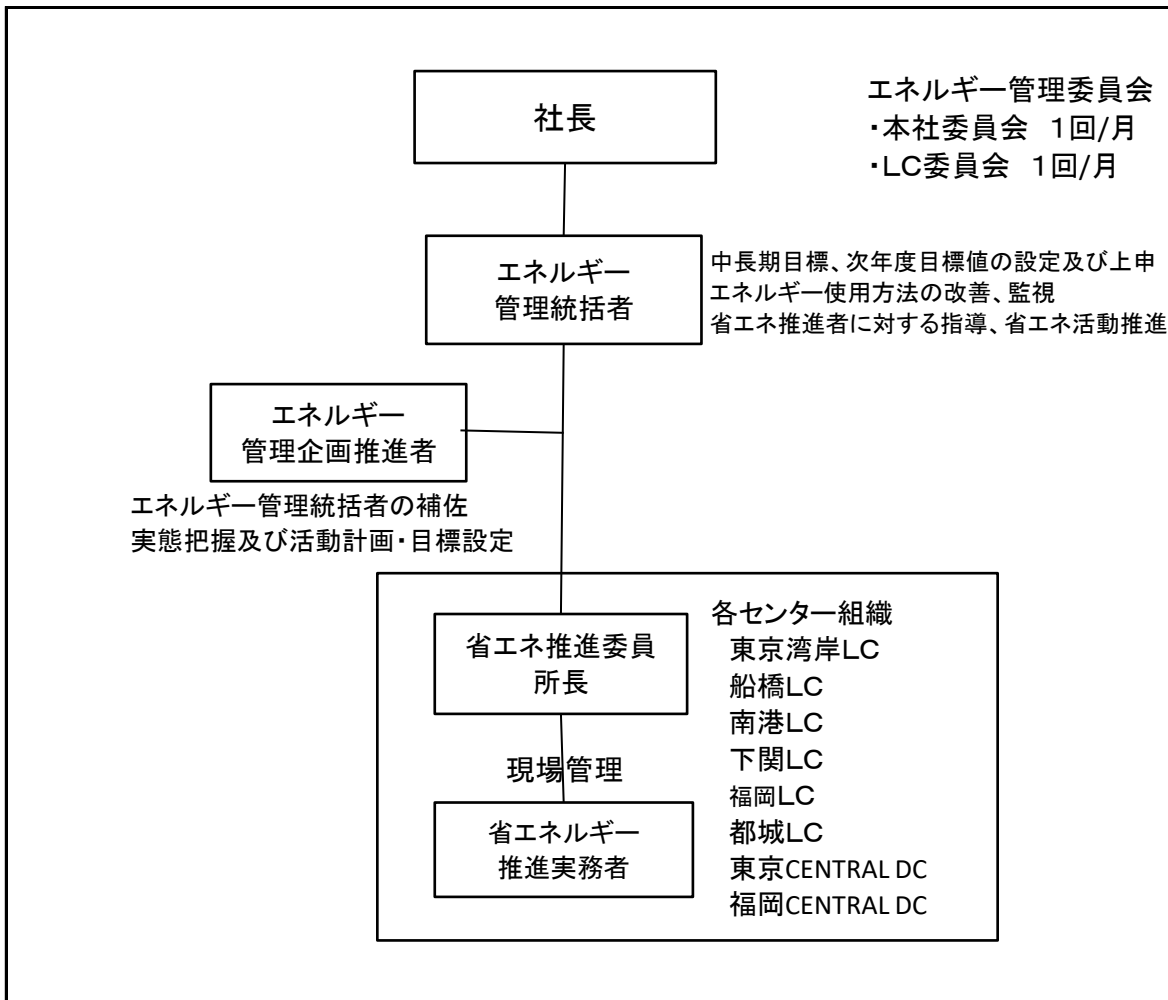 社長
エネルギー管理委員会
・本社委員会　1回/月
・LC委員会　1回/月
エネルギー
管理統括者
中長期目標、次年度目標値の設定及び上申
エネルギー使用方法の改善、監視
省エネ推進者に対する指導、省エネ活動推進
エネルギー
管理企画推進者
エネルギー管理統括者の補佐
実態把握及び活動計画・目標設定
省エネ推進委員
所長
現場管理
省エネルギー
推進実務者
各センター組織
東京湾岸LC
船橋LC
南港LC
下関LC
福岡LC
都城LC
東京CENTRAL DC
福岡CENTRAL DC